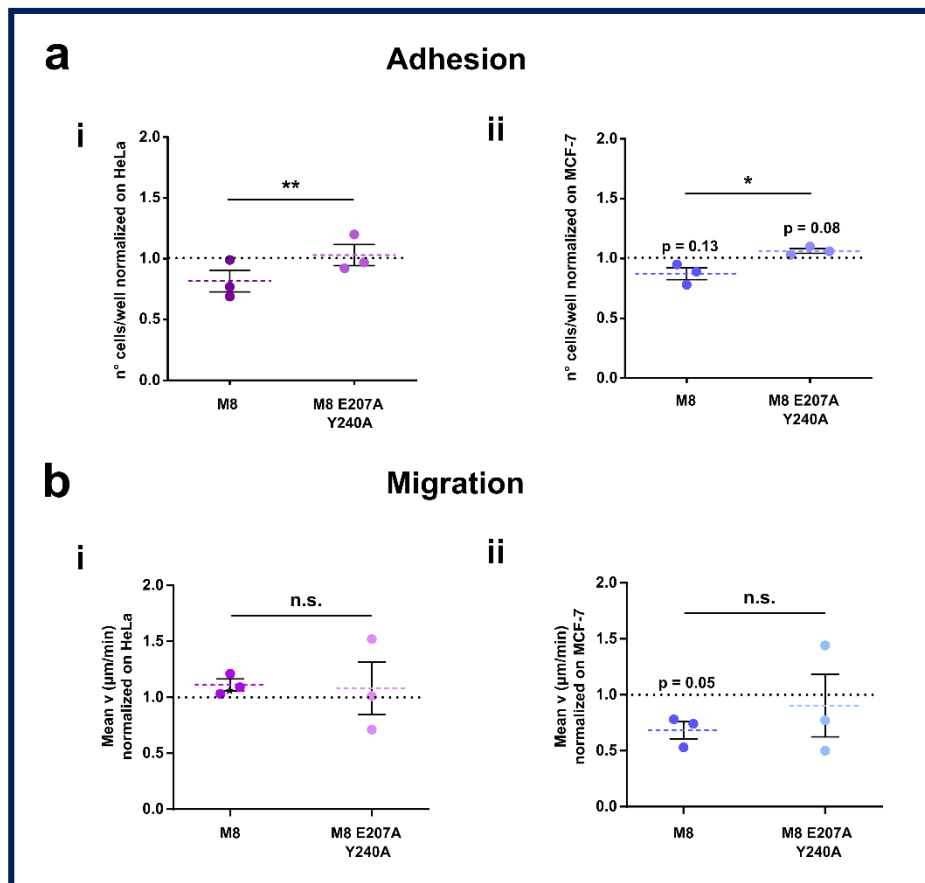 a
Adhesion
i
n° cells/well normalized on HeLa
2.0
1.5
1.0
0.5
0.0
**
M8
M8 E207A
Y240A
ii
n° cells/well normalized on MCF-7
2.0
1.5
1.0
0.5
0.0
*
p = 0.13
p = 0.08
M8
M8 E207A
Y240A
b
Migration
i
Mean v (µm/min)
normalized on HeLa
2.0
1.5
1.0
0.5
0.0
n.s.
*
M8
M8 E207A
Y240A
ii
Mean v (µm/min)
normalized on MCF-7
2.0
1.5
1.0
0.5
0.0
n.s.
p = 0.05
M8
M8 E207A
Y240A